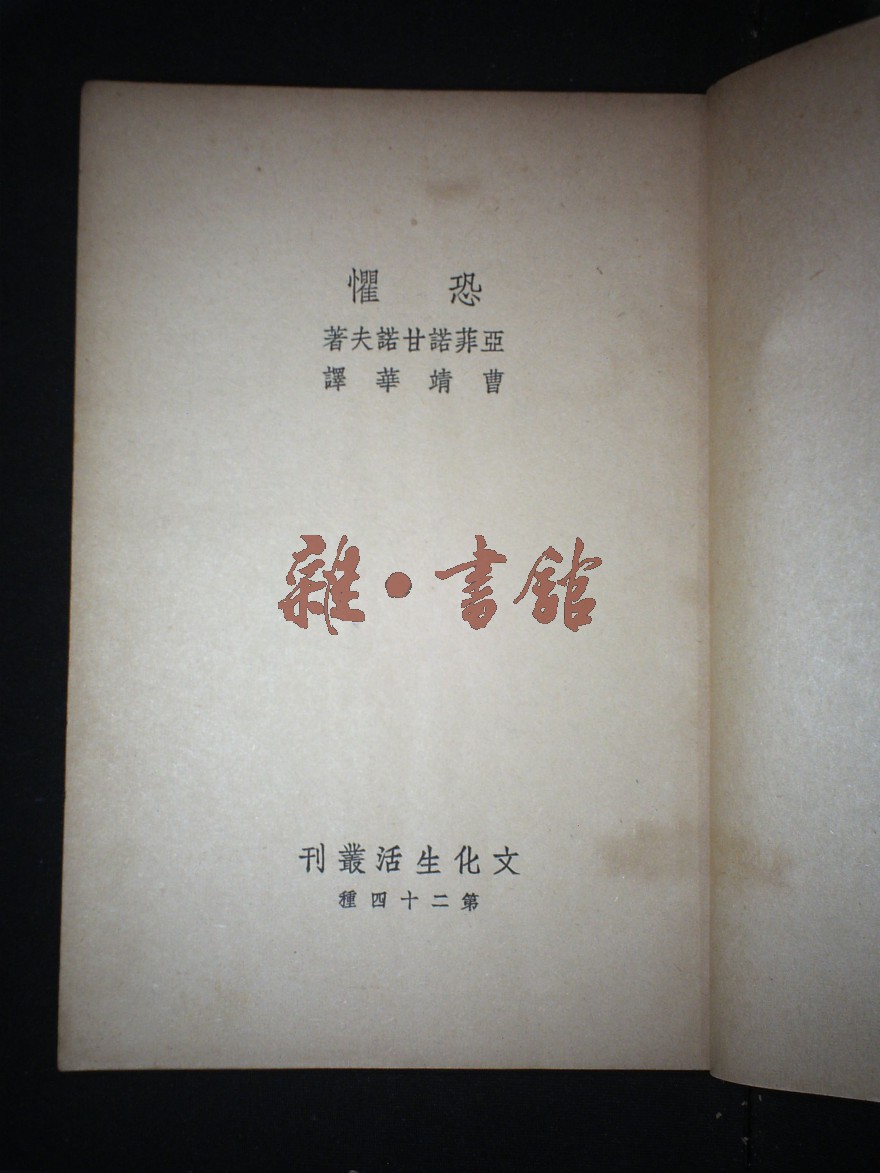 恐懼
亞菲諾甘諾夫著
曹靖華譯
雜·書館
文化生活叢刊
第二十四種